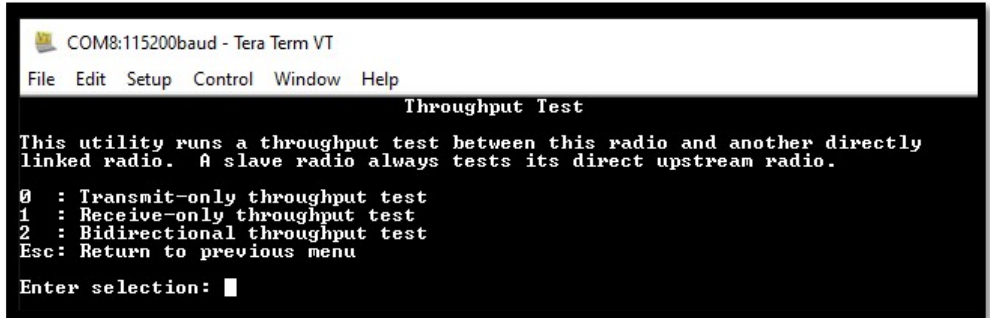 COM8:115200baud - Tera Term VT
File Edit Setup Control Window Help
Throughput Test
This utility runs a throughput test between this radio and another directly
linked radio.  A slave radio always tests its direct upstream radio.
0  : Transmit-only throughput test
1  : Receive-only throughput test
2  : Bidirectional throughput test
Esc: Return to previous menu
Enter selection: